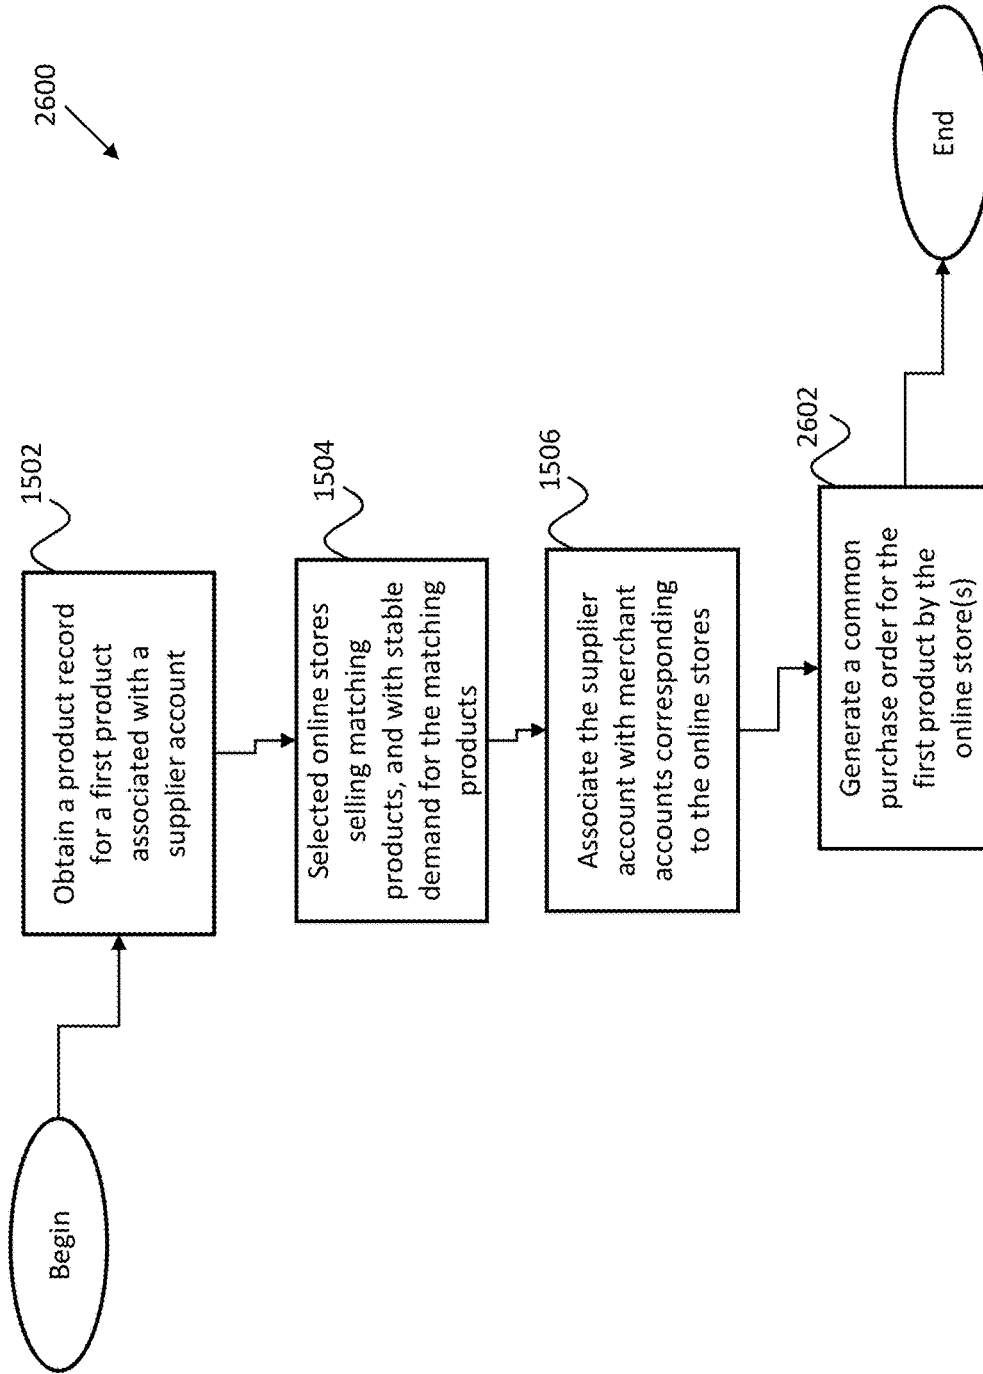 2600
Begin
1502
Obtain a product record
for a first product
associated with a
supplier account
1504
Selected online stores
selling matching
products, and with stable
demand for the matching
products
1506
Associate the supplier
account with merchant
accounts corresponding
to the online stores
2602
Generate a common
purchase order for the
first product by the
online store(s)
End